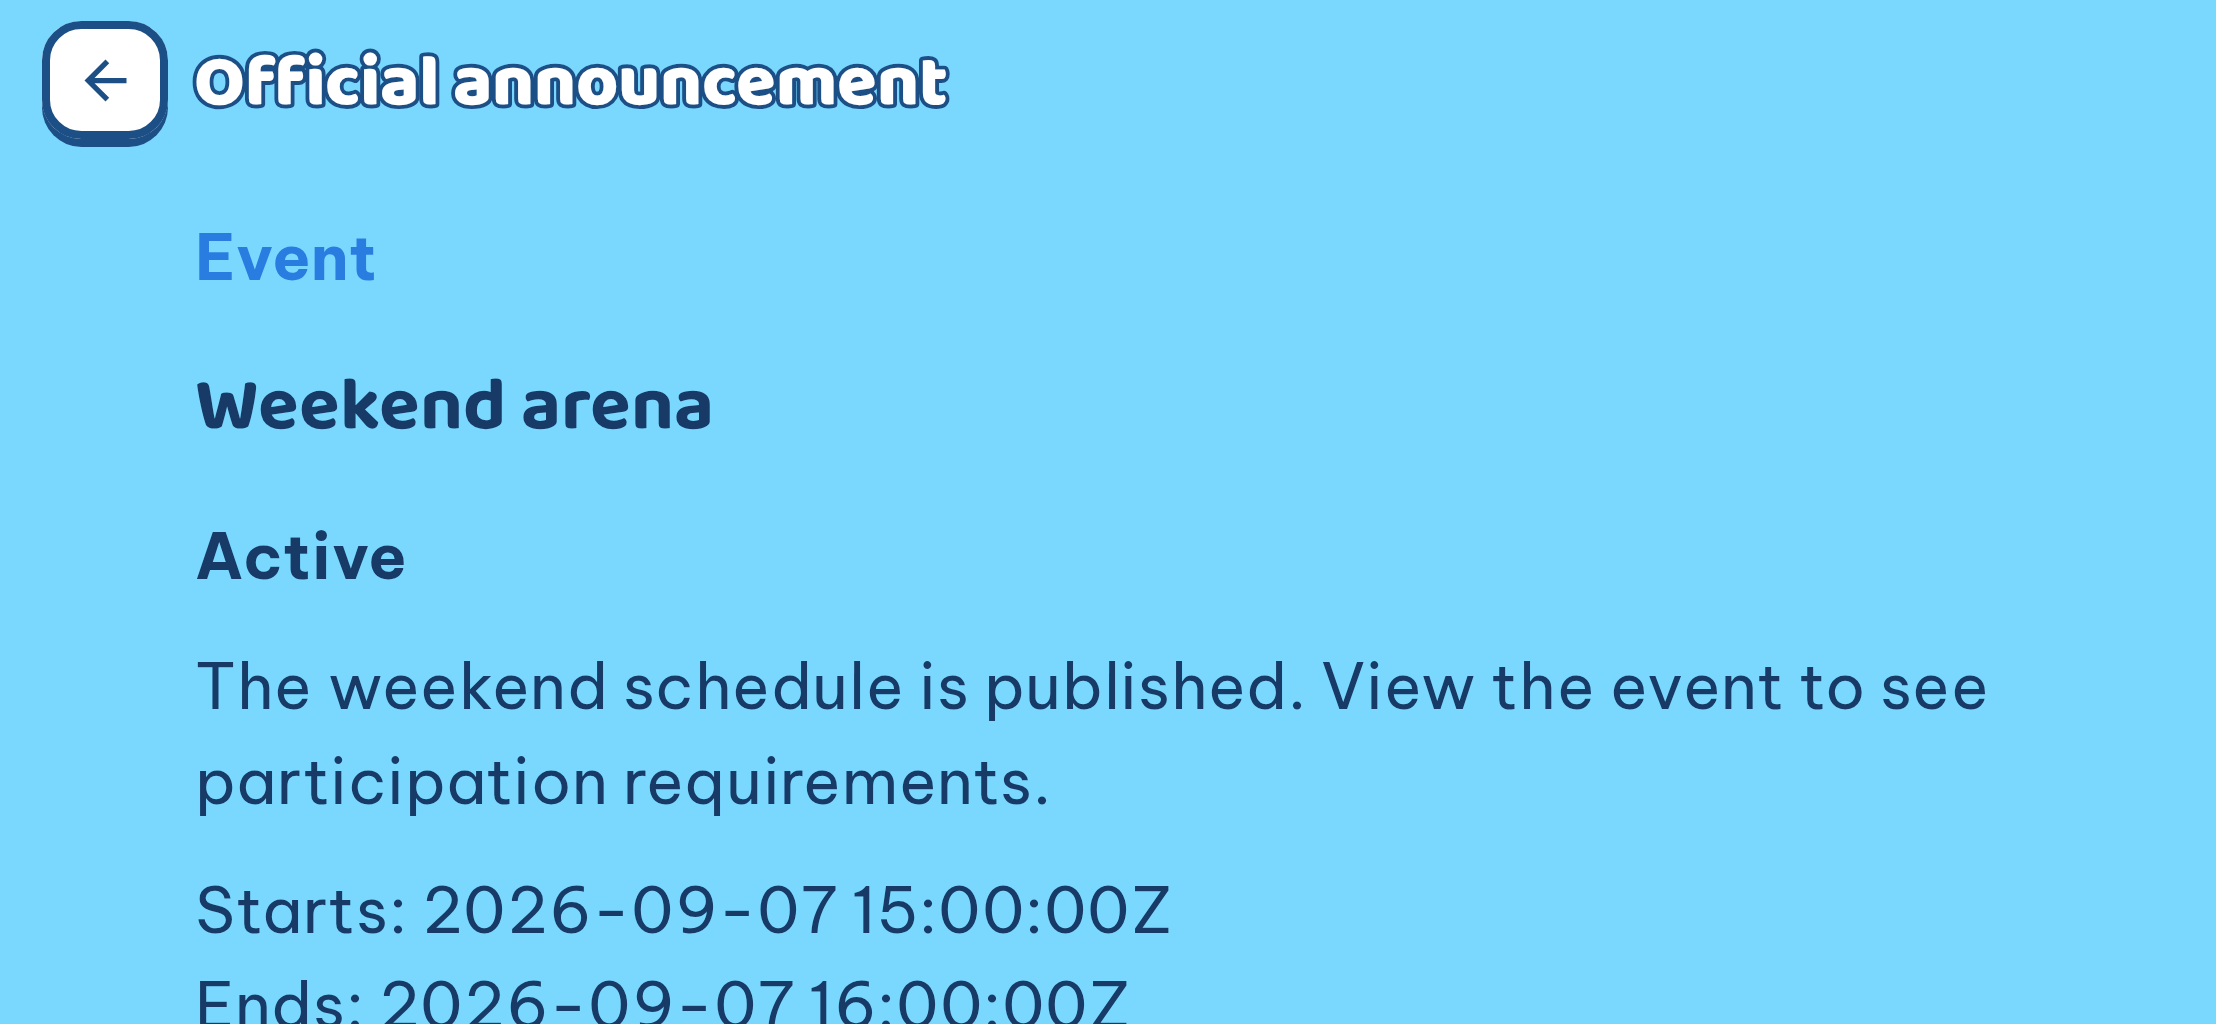 Official announcement
Event
Weekend arena
Active
The weekend schedule is published. View the event to see
participation requirements.
Starts: 2026-09-07 15:00:00Z
Ends: 2026-09-07 16:00:00Z